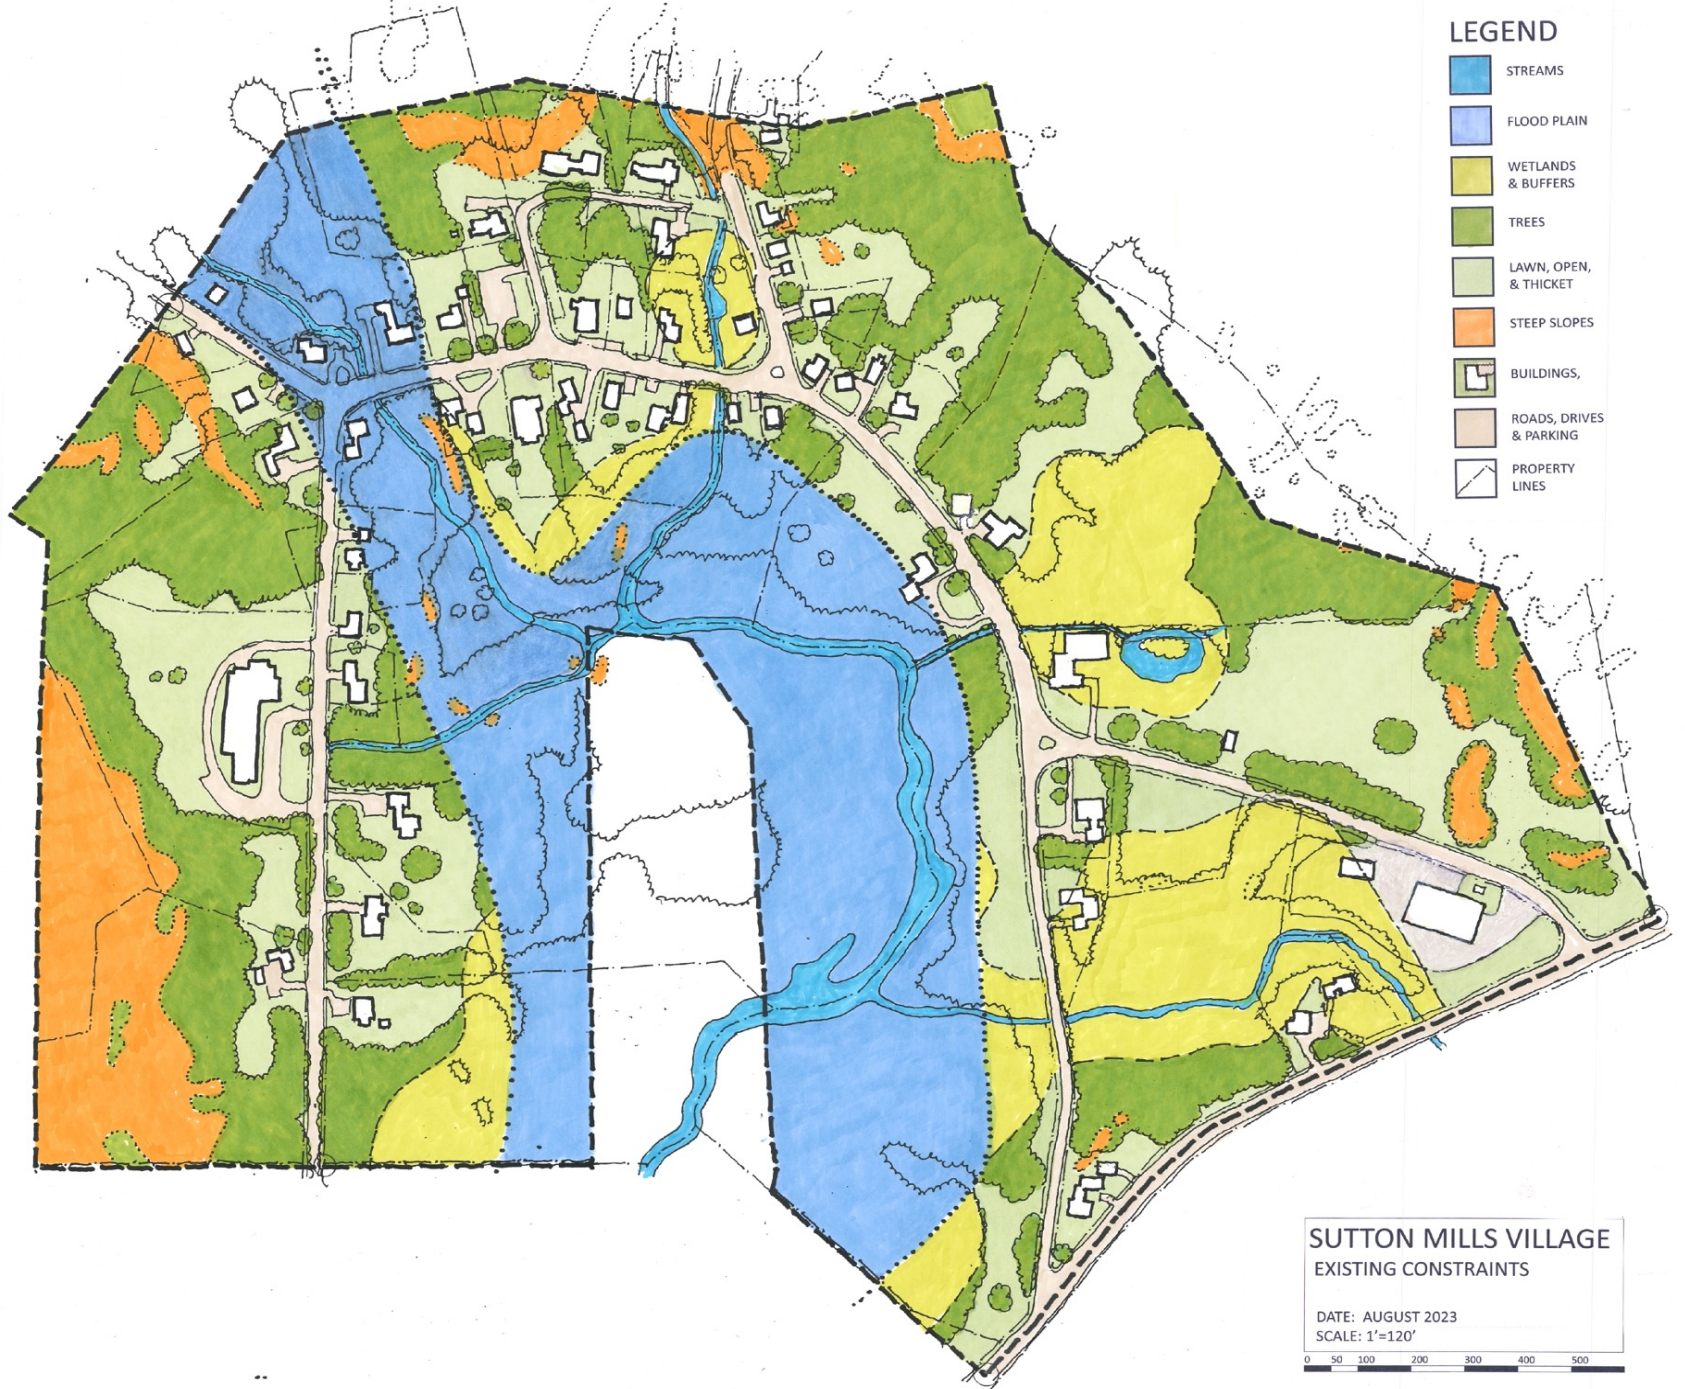 LEGEND
STREAMS
FLOOD PLAIN
WETLANDS
& BUFFERS
TREES
LAWN, OPEN,
& THICKET
STEEP SLOPES
BUILDINGS,
ROADS, DRIVES
& PARKING
PROPERTY
LINES
SUTTON MILLS VILLAGE
EXISTING CONSTRAINTS
DATE: AUGUST 2023
SCALE: 1'=120'
0 50 100 200 300 400 500